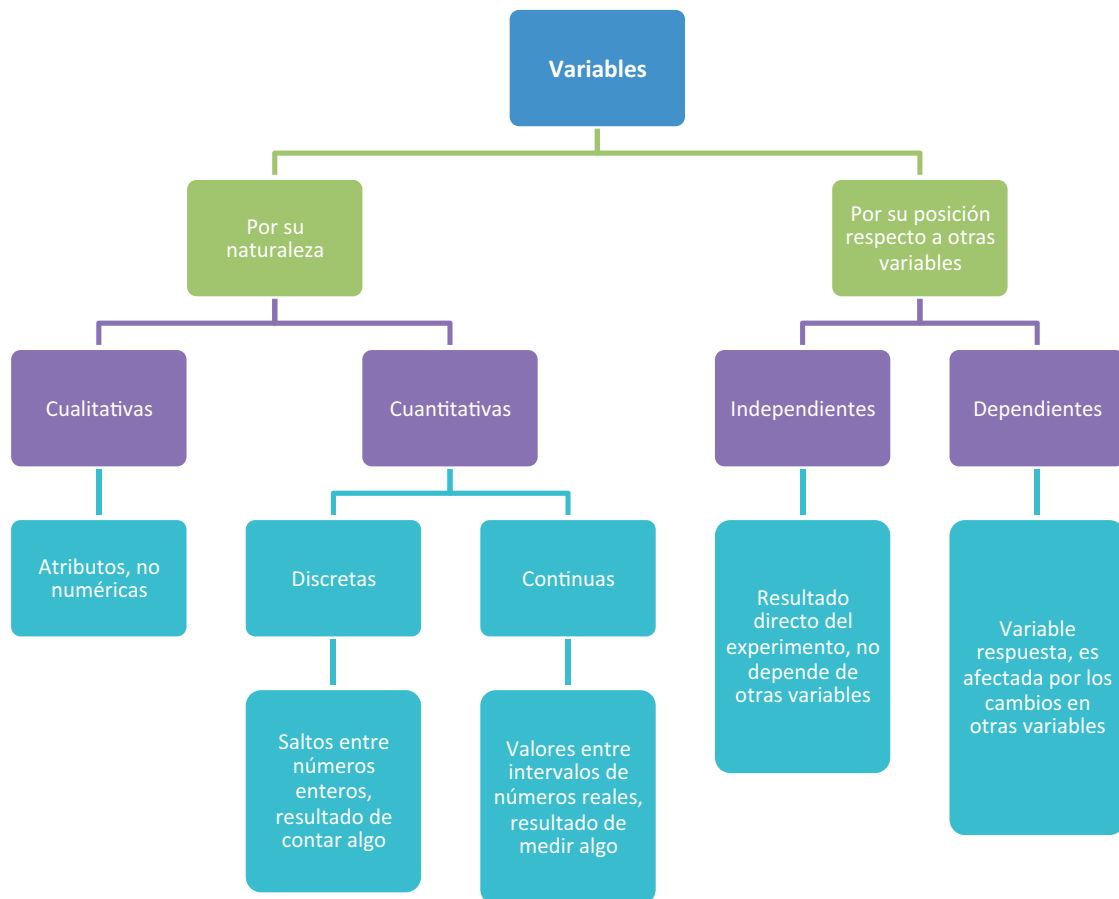 Variables
Por su
naturaleza
Por su posición
respecto a otras
variables
Cualitativas
Cuantitativas
Independientes
Dependientes
Atributos, no
numéricas
Discretas
Continuas
Resultado
directo del
experimento, no
depende de
otras variables
Variable
respuesta, es
afectada por los
cambios en
otras variables
Saltos entre
números
enteros,
resultado de
contar algo
Valores entre
intervalos de
números reales,
resultado de
medir algo